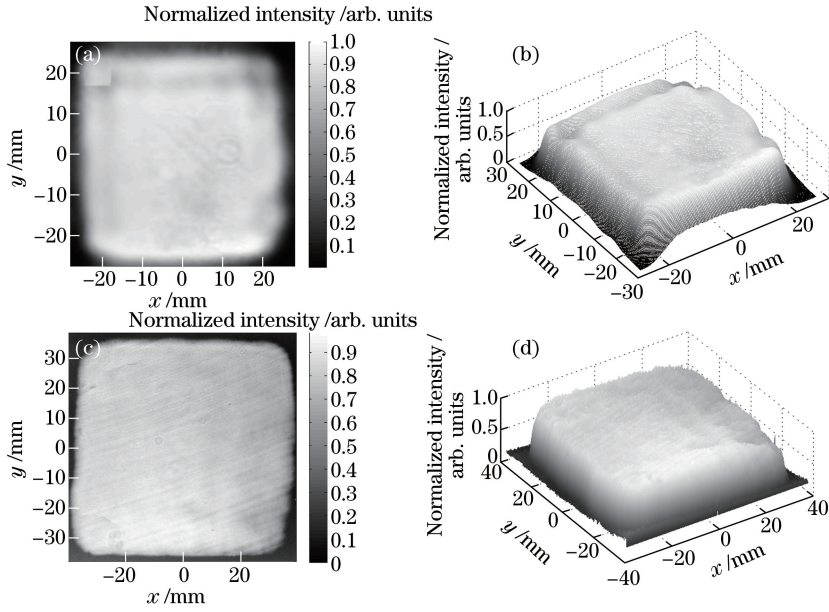 Normalized intensity /arb. units
(a)
1.0
0.9
0.8
0.7
0.6
0.5
0.4
0.3
0.2
0.1
20
10
0
−10
−20
y /mm
−20 −10 0 10 20
x /mm
(b)
Normalized intensity /
arb. units
1.0
0.5
0
30
20
10
0
−10
−20
−30
y /mm
−20
0
20
x /mm
Normalized intensity /arb. units
(c)
0.9
0.8
0.7
0.6
0.5
0.4
0.3
0.2
0.1
0
30
20
10
0
−10
−20
−30
y /mm
−20 0 20
x /mm
(d)
Normalized intensity /
arb. units
1.0
0.5
0
40
20
0
−20
−40
y /mm
−20
0
20
40
x /mm